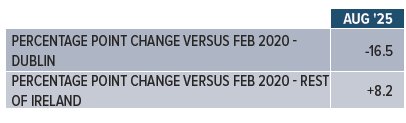 AUG '25
PERCENTAGE POINT CHANGE VERSUS FEB 2020 -
DUBLIN
-16.5
PERCENTAGE POINT CHANGE VERSUS FEB 2020 - REST
OF IRELAND
+8.2